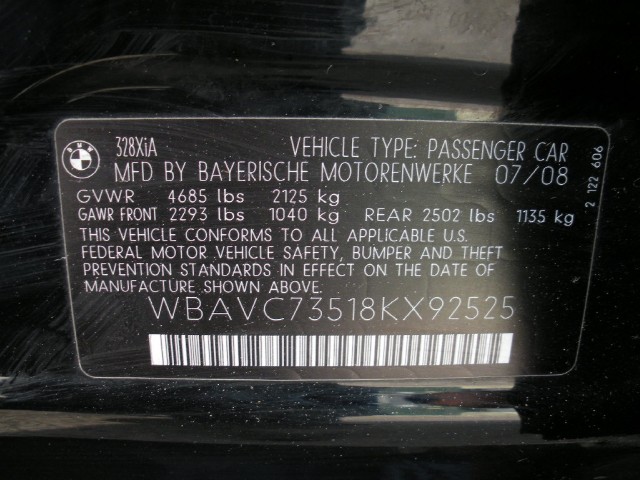 BMW
328XiA VEHICLE TYPE: PASSENGER CAR
MFD BY BAYERISCHE MOTORENWERKE 07/08
GVWR 4685 lbs 2125 kg
GAWR FRONT 2293 lbs 1040 kg REAR 2502 lbs 1135 kg
THIS VEHICLE CONFORMS TO ALL APPLICABLE U.S.
FEDERAL MOTOR VEHICLE SAFETY, BUMPER AND THEFT
PREVENTION STANDARDS IN EFFECT ON THE DATE OF
MANUFACTURE SHOWN ABOVE.
WBAVC73518KX92525
2 122 606